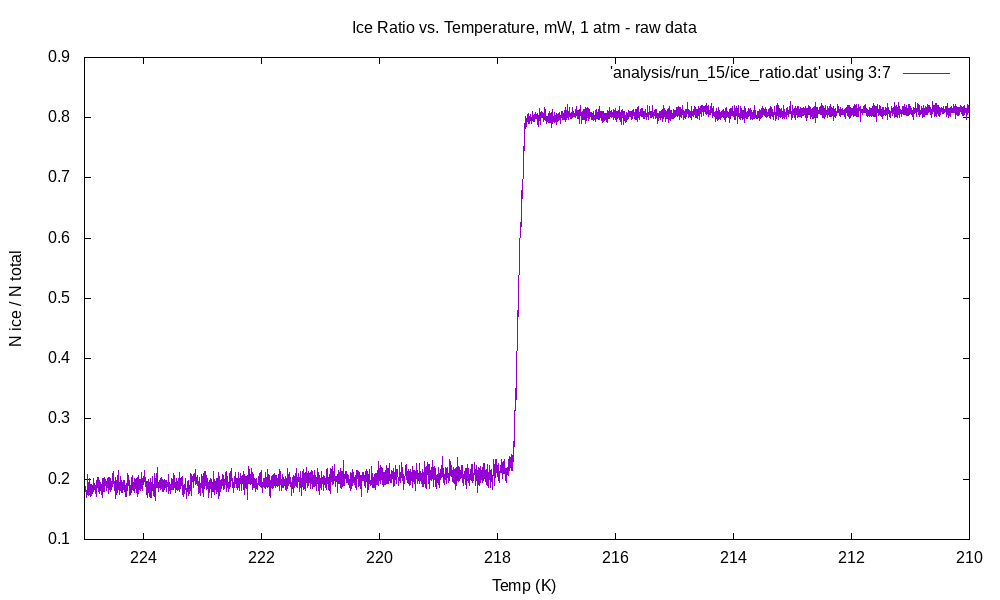 Ice Ratio vs. Temperature, mW, 1 atm - raw data
'analysis/run_15/ice_ratio.dat' using 3:7
N ice / N total
0.9
0.8
0.7
0.6
0.5
0.4
0.3
0.2
0.1
224 222 220 218 216 214 212 210
Temp (K)